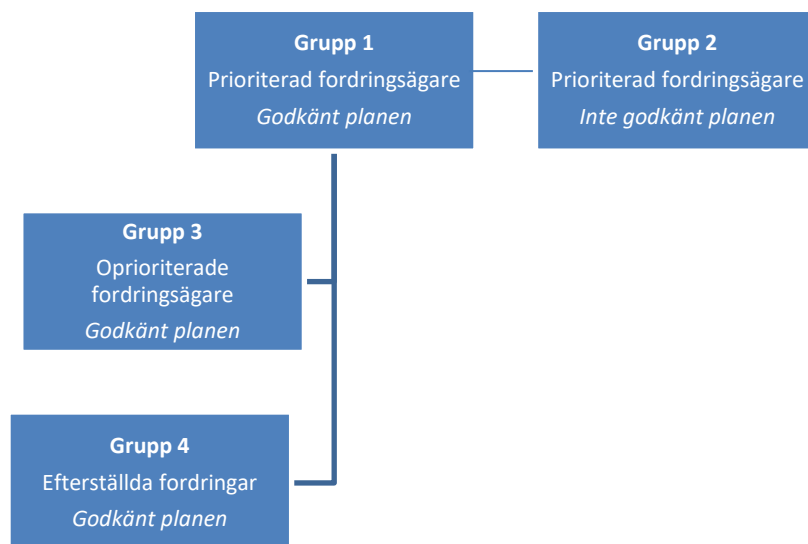 Grupp 1
Prioriterad fordringsägare
Godkänt planen
Grupp 2
Prioriterad fordringsägare
Inte godkänt planen
Grupp 3
Oprioriterade
fordringsägare
Godkänt planen
Grupp 4
Efterställda fordringar
Godkänt planen